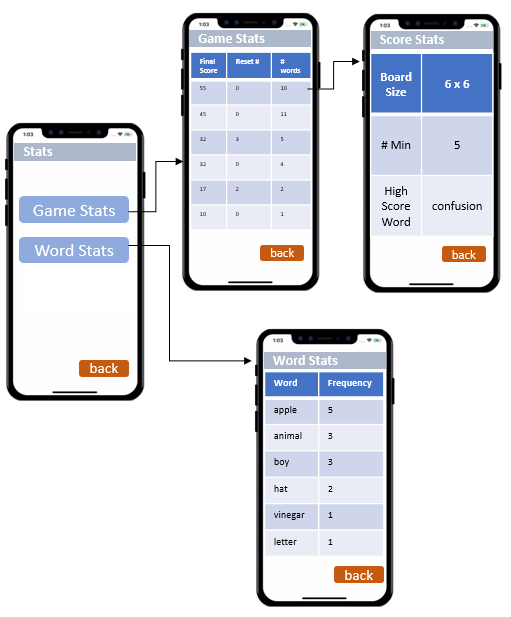 1:03
Stats
Game Stats
Word Stats
back
1:03
Game Stats
Final Score Reset # # words
55 0 10
45 0 11
32 3 5
32 0 4
17 2 2
10 0 1
back
1:03
Score Stats
Board Size 6 x 6
# Min 5
High Score Word confusion
back
1:03
Word Stats
Word Frequency
apple 5
animal 3
boy 3
hat 2
vinegar 1
letter 1
back